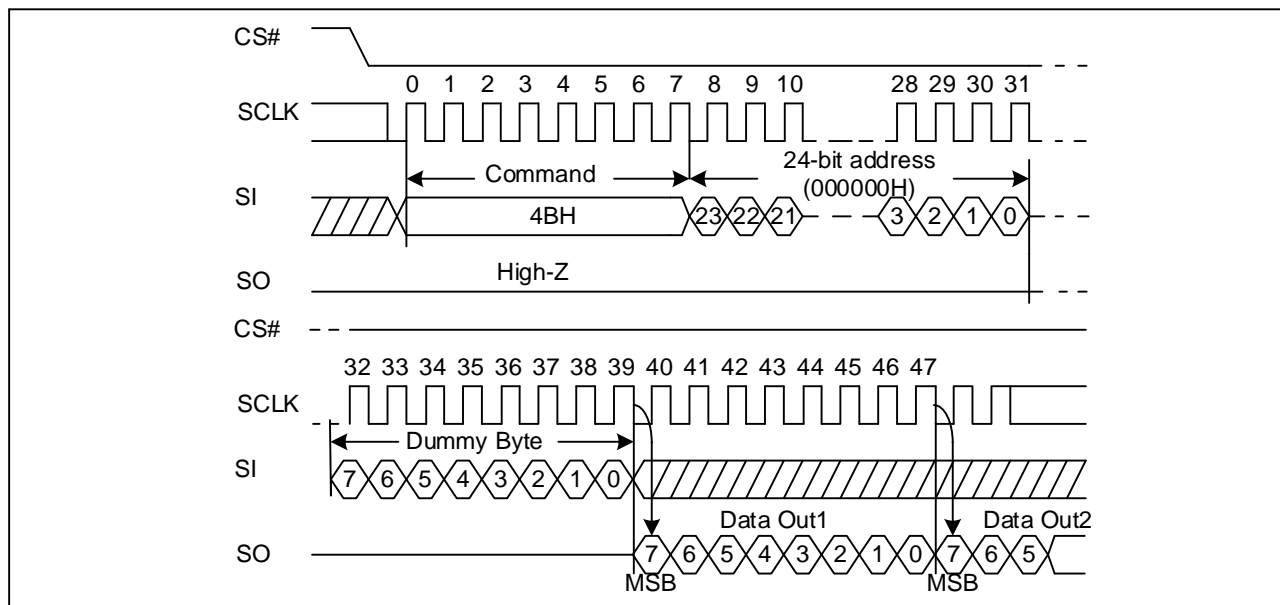 CS#
0 1 2 3 4 5 6 7 8 9 10 28 29 30 31
SCLK
Command 24-bit address
(000000H)
SI
4BH 23 22 21 3 2 1 0
High-Z
SO
CS#
32 33 34 35 36 37 38 39 40 41 42 43 44 45 46 47
SCLK
Dummy Byte
SI
7 6 5 4 3 2 1 0
Data Out1 Data Out2
SO
7 6 5 4 3 2 1 0 7 6 5
MSB MSB